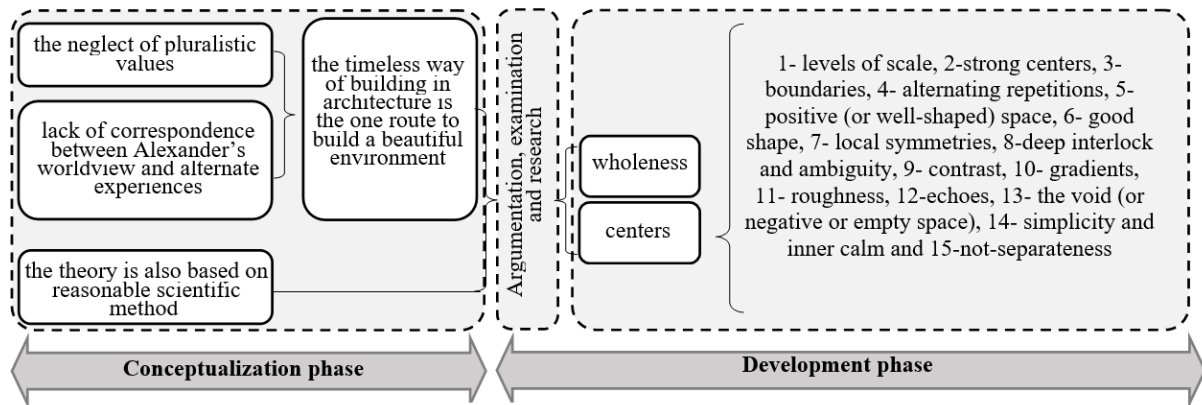 the neglect of pluralistic
values
lack of correspondence
between Alexander's
worldview and alternate
experiences
the theory is also based on
reasonable scientific
method
the timeless way
of building in
architecture is
the one route to
build a beautiful
environment
Argumentation, examination
and research
wholeness
centers
1- levels of scale, 2-strong centers, 3-
boundaries, 4- alternating repetitions, 5-
positive (or well-shaped) space, 6- good
shape, 7- local symmetries, 8-deep interlock
and ambiguity, 9- contrast, 10- gradients,
11- roughness, 12-echoes, 13- the void (or
negative or empty space), 14- simplicity and
inner calm and 15-not-separateness
Conceptualization phase
Development phase